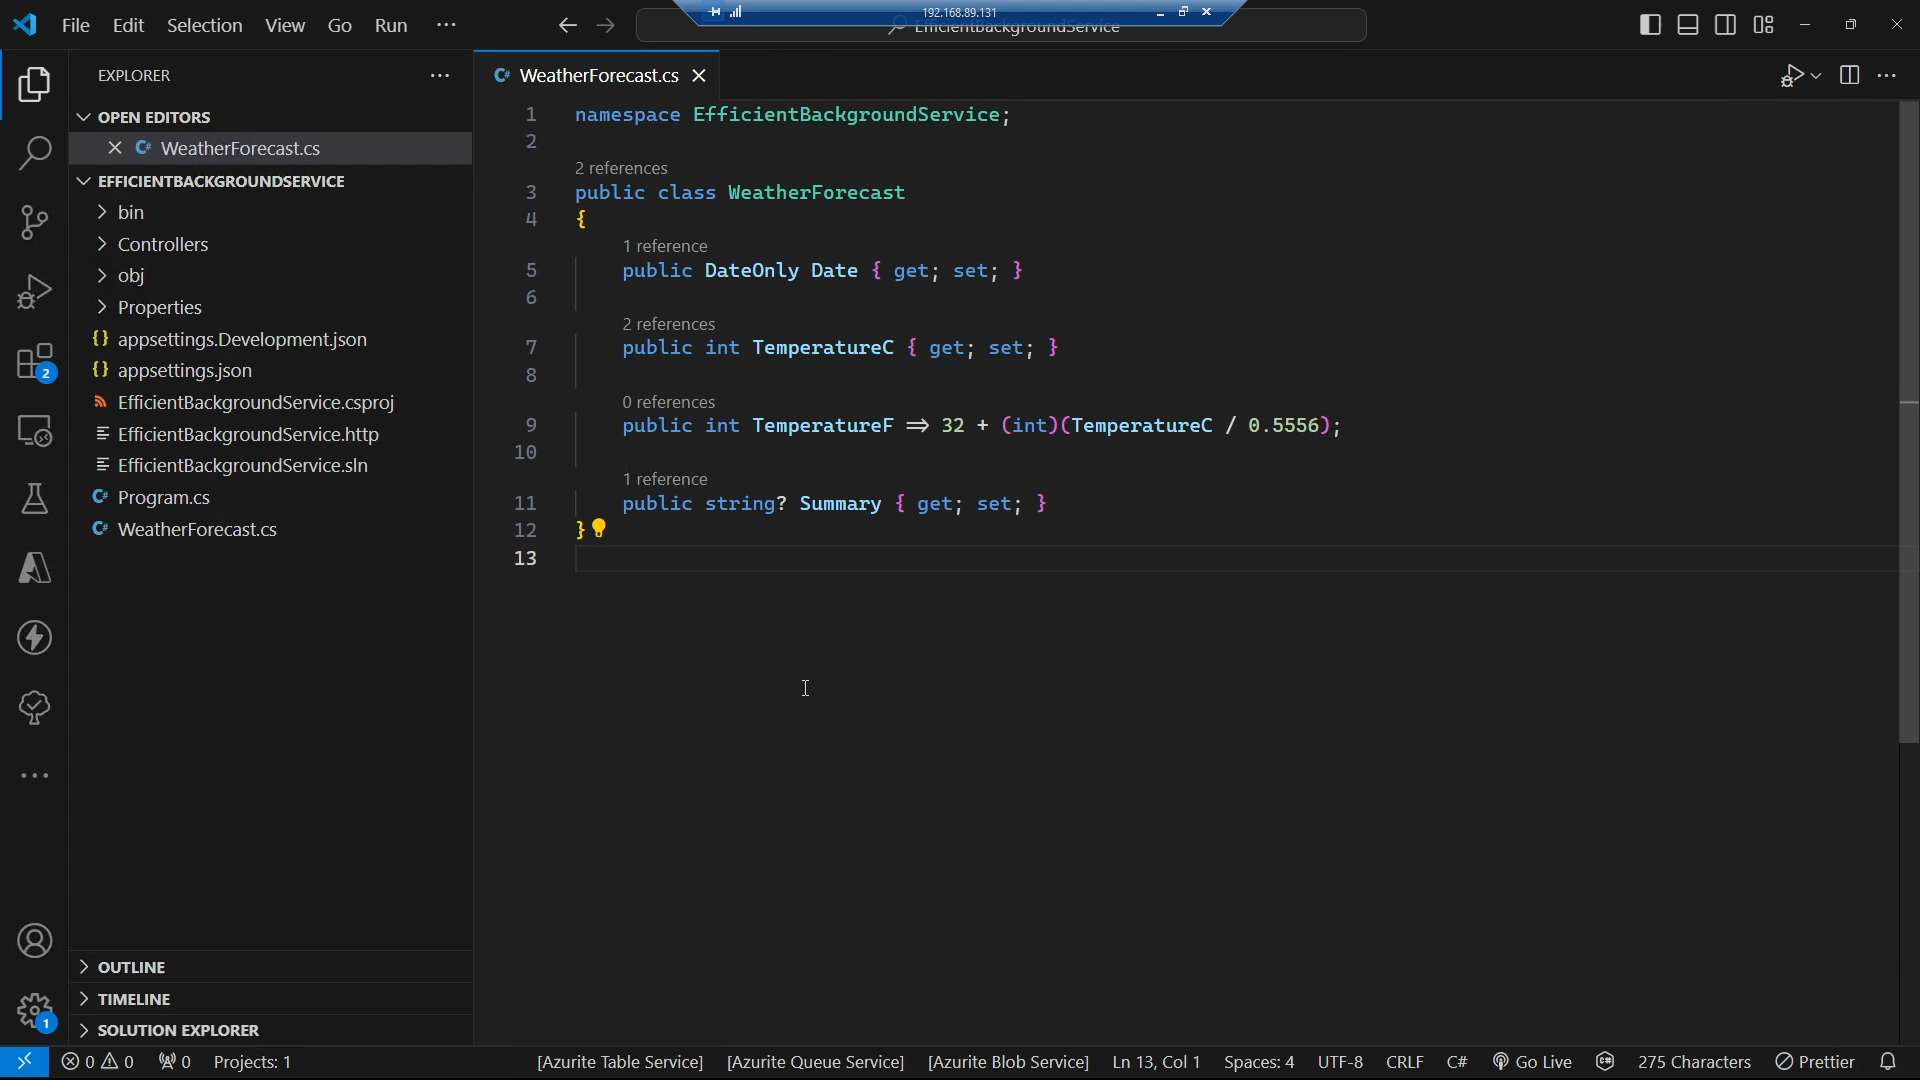 File Edit Selection View Go Run ···
192.168.89.131
EfficientBackgroundService
EXPLORER
OPEN EDITORS
WeatherForecast.cs
EFFICIENTBACKGROUNDSERVICE
bin
Controllers
obj
Properties
appsettings.Development.json
appsettings.json
EfficientBackgroundService.csproj
EfficientBackgroundService.http
EfficientBackgroundService.sln
Program.cs
WeatherForecast.cs
OUTLINE
TIMELINE
SOLUTION EXPLORER
2
1
WeatherForecast.cs
1 namespace EfficientBackgroundService;
2
2 references
3 public class WeatherForecast
4 {
1 reference
5 public DateOnly Date { get; set; }
6
2 references
7 public int TemperatureC { get; set; }
8
0 references
9 public int TemperatureF => 32 + (int)(TemperatureC / 0.5556);
10
1 reference
11 public string? Summary { get; set; }
12 }
13
0 0 0 Projects: 1 [Azurite Table Service] [Azurite Queue Service] [Azurite Blob Service] Ln 13, Col 1 Spaces: 4 UTF-8 CRLF C# Go Live 275 Characters Prettier